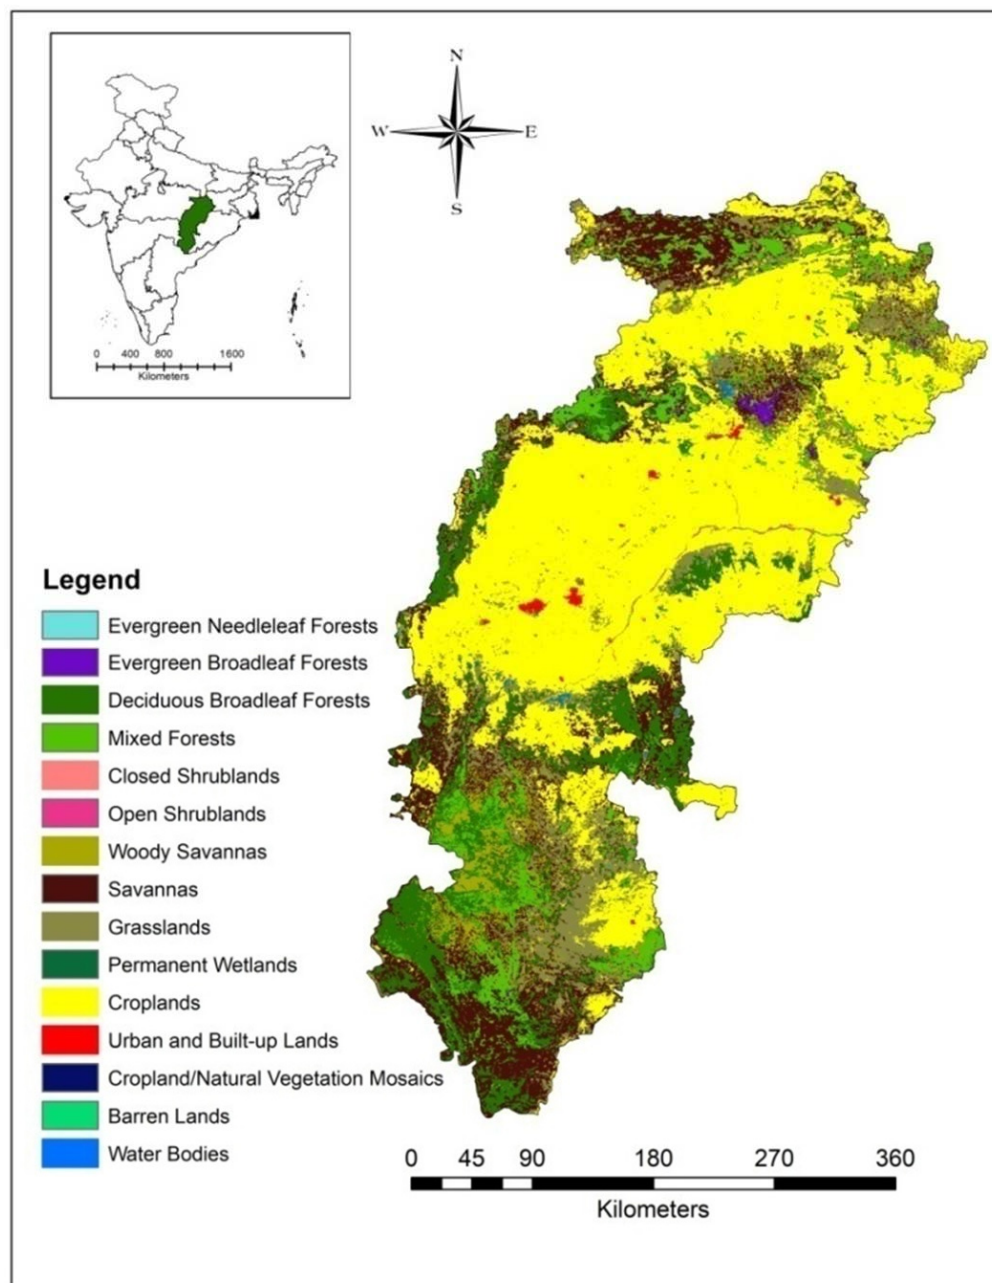 N
W E
S
0 400 800 1600
Kilometers
Legend
Evergreen Needleleaf Forests
Evergreen Broadleaf Forests
Deciduous Broadleaf Forests
Mixed Forests
Closed Shrublands
Open Shrublands
Woody Savannas
Savannas
Grasslands
Permanent Wetlands
Croplands
Urban and Built-up Lands
Cropland/Natural Vegetation Mosaics
Barren Lands
Water Bodies
0 45 90 180 270 360
Kilometers